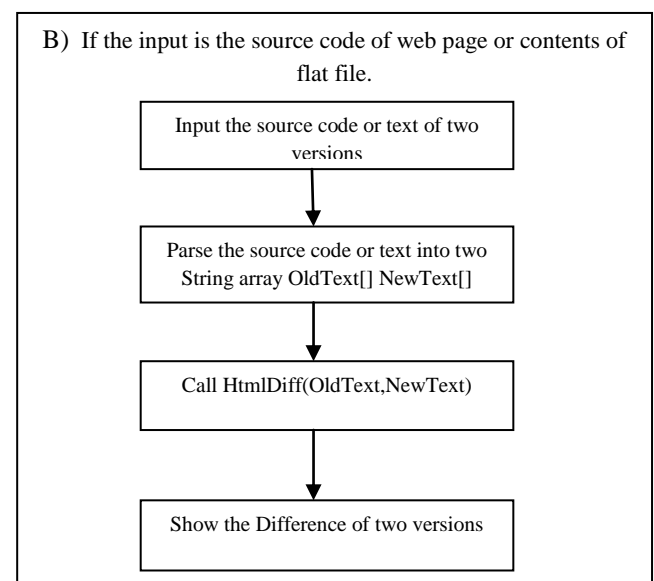 B) If the input is the source code of web page or contents of
flat file.
Input the source code or text of two
versions
Parse the source code or text into two
String array OldText[] NewText[]
Call HtmlDiff(OldText,NewText)
Show the Difference of two versions